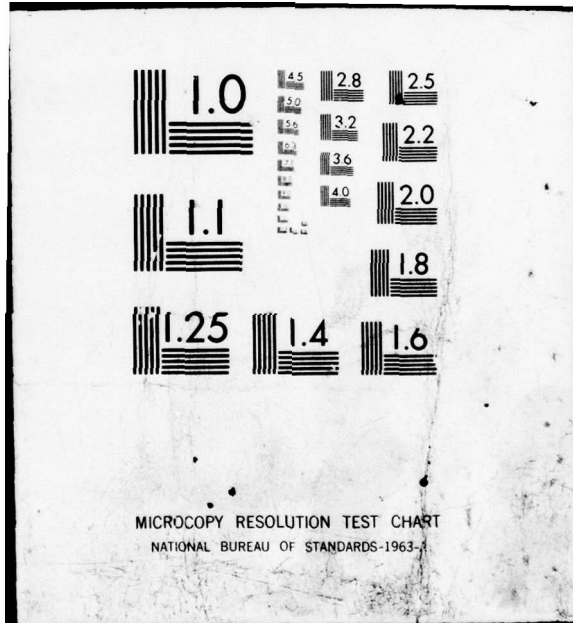 1.0
4.5 2.8 2.5
5.0
5.6 3.2 2.2
6.3 3.6
7.1
4.0 2.0
1.1
1.8
1.25 1.4 1.6
MICROCOPY RESOLUTION TEST CHART
NATIONAL BUREAU OF STANDARDS-1963-